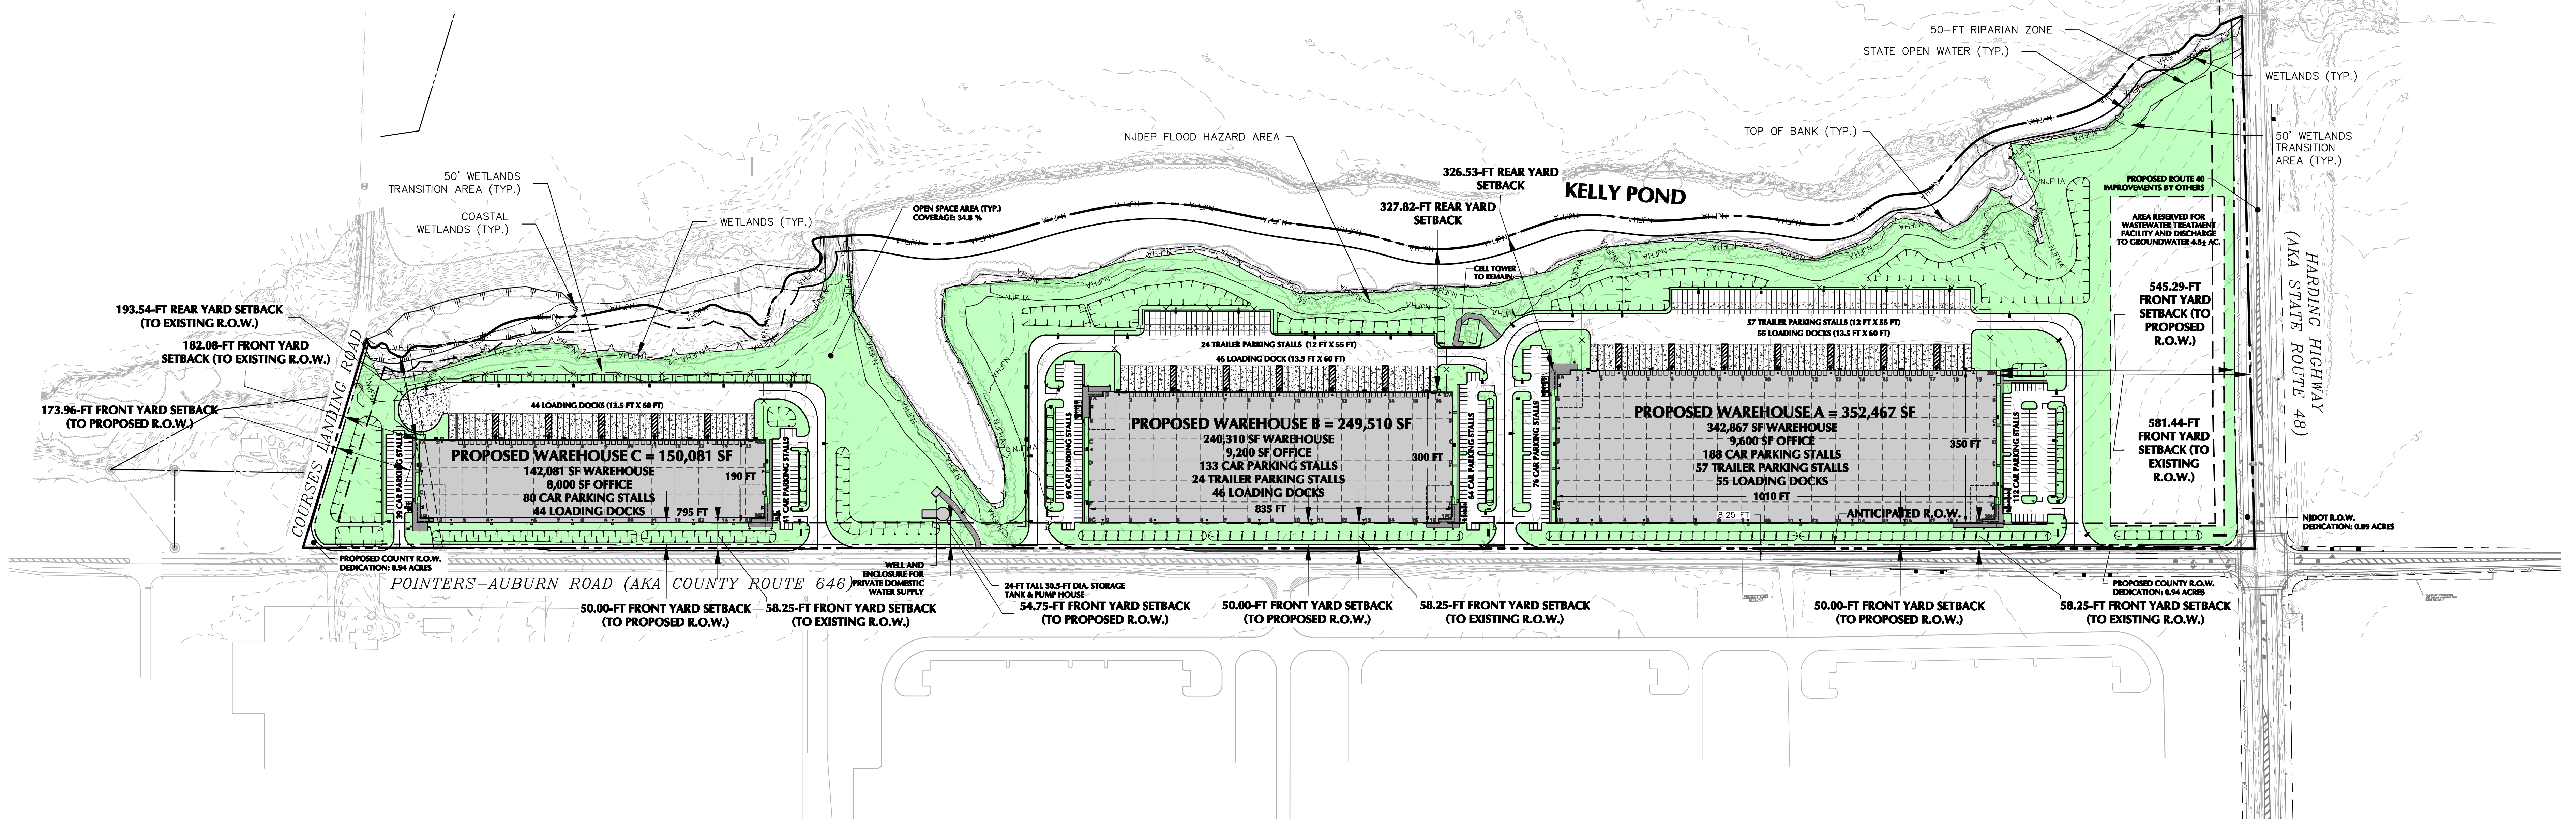 50-FT RIPARIAN ZONE
STATE OPEN WATER (TYP.)
WETLANDS (TYP.)
NJDEP FLOOD HAZARD AREA
TOP OF BANK (TYP.)
50' WETLANDS
TRANSITION
AREA (TYP.)
326.53-FT REAR YARD
SETBACK
KELLY POND
327.82-FT REAR YARD
SETBACK
50' WETLANDS
TRANSITION AREA (TYP.)
COASTAL
WETLANDS (TYP.)
WETLANDS (TYP.)
OPEN SPACE AREA (TYP.)
COVERAGE: 34.8 %
PROPOSED ROUTE 40
IMPROVEMENTS BY OTHERS
AREA RESERVED FOR
WASTEWATER TREATMENT
FACILITY AND DISCHARGE
TO GROUNDWATER 4.5± AC.
HARDING HIGHWAY
(AKA STATE ROUTE 48)
CELL TOWER
TO REMAIN
193.54-FT REAR YARD SETBACK
(TO EXISTING R.O.W.)
182.08-FT FRONT YARD
SETBACK (TO EXISTING R.O.W.)
173.96-FT FRONT YARD SETBACK
(TO PROPOSED R.O.W.)
COURSES LANDING ROAD
545.29-FT
FRONT YARD
SETBACK (TO
PROPOSED
R.O.W.)
581.44-FT
FRONT YARD
SETBACK (TO
EXISTING
R.O.W.)
44 LOADING DOCKS (13.5 FT X 60 FT)
39 CAR PARKING STALLS
PROPOSED WAREHOUSE C = 150,081 SF
142,081 SF WAREHOUSE
8,000 SF OFFICE
80 CAR PARKING STALLS
44 LOADING DOCKS
190 FT
795 FT
41 CAR PARKING STALLS
24 TRAILER PARKING STALLS (12 FT X 55 FT)
46 LOADING DOCK (13.5 FT X 60 FT)
69 CAR PARKING STALLS
PROPOSED WAREHOUSE B = 249,510 SF
240,310 SF WAREHOUSE
9,200 SF OFFICE
133 CAR PARKING STALLS
24 TRAILER PARKING STALLS
46 LOADING DOCKS
300 FT
835 FT
64 CAR PARKING STALLS
57 TRAILER PARKING STALLS (12 FT X 55 FT)
55 LOADING DOCKS (13.5 FT X 60 FT)
76 CAR PARKING STALLS
PROPOSED WAREHOUSE A = 352,467 SF
342,867 SF WAREHOUSE
9,600 SF OFFICE
188 CAR PARKING STALLS
57 TRAILER PARKING STALLS
55 LOADING DOCKS
350 FT
1010 FT
112 CAR PARKING STALLS
8.25 FT
ANTICIPATED R.O.W.
NJDOT R.O.W.
DEDICATION: 0.89 ACRES
PROPOSED COUNTY R.O.W.
DEDICATION: 0.94 ACRES
POINTERS-AUBURN ROAD (AKA COUNTY ROUTE 646)
WELL AND
ENCLOSURE FOR
PRIVATE DOMESTIC
WATER SUPPLY
24-FT TALL 30.5-FT DIA. STORAGE
TANK & PUMP HOUSE
PROPOSED COUNTY R.O.W.
DEDICATION: 0.94 ACRES
50.00-FT FRONT YARD SETBACK
(TO PROPOSED R.O.W.)
58.25-FT FRONT YARD SETBACK
(TO EXISTING R.O.W.)
54.75-FT FRONT YARD SETBACK
(TO PROPOSED R.O.W.)
50.00-FT FRONT YARD SETBACK
(TO PROPOSED R.O.W.)
58.25-FT FRONT YARD SETBACK
(TO EXISTING R.O.W.)
50.00-FT FRONT YARD SETBACK
(TO PROPOSED R.O.W.)
58.25-FT FRONT YARD SETBACK
(TO EXISTING R.O.W.)